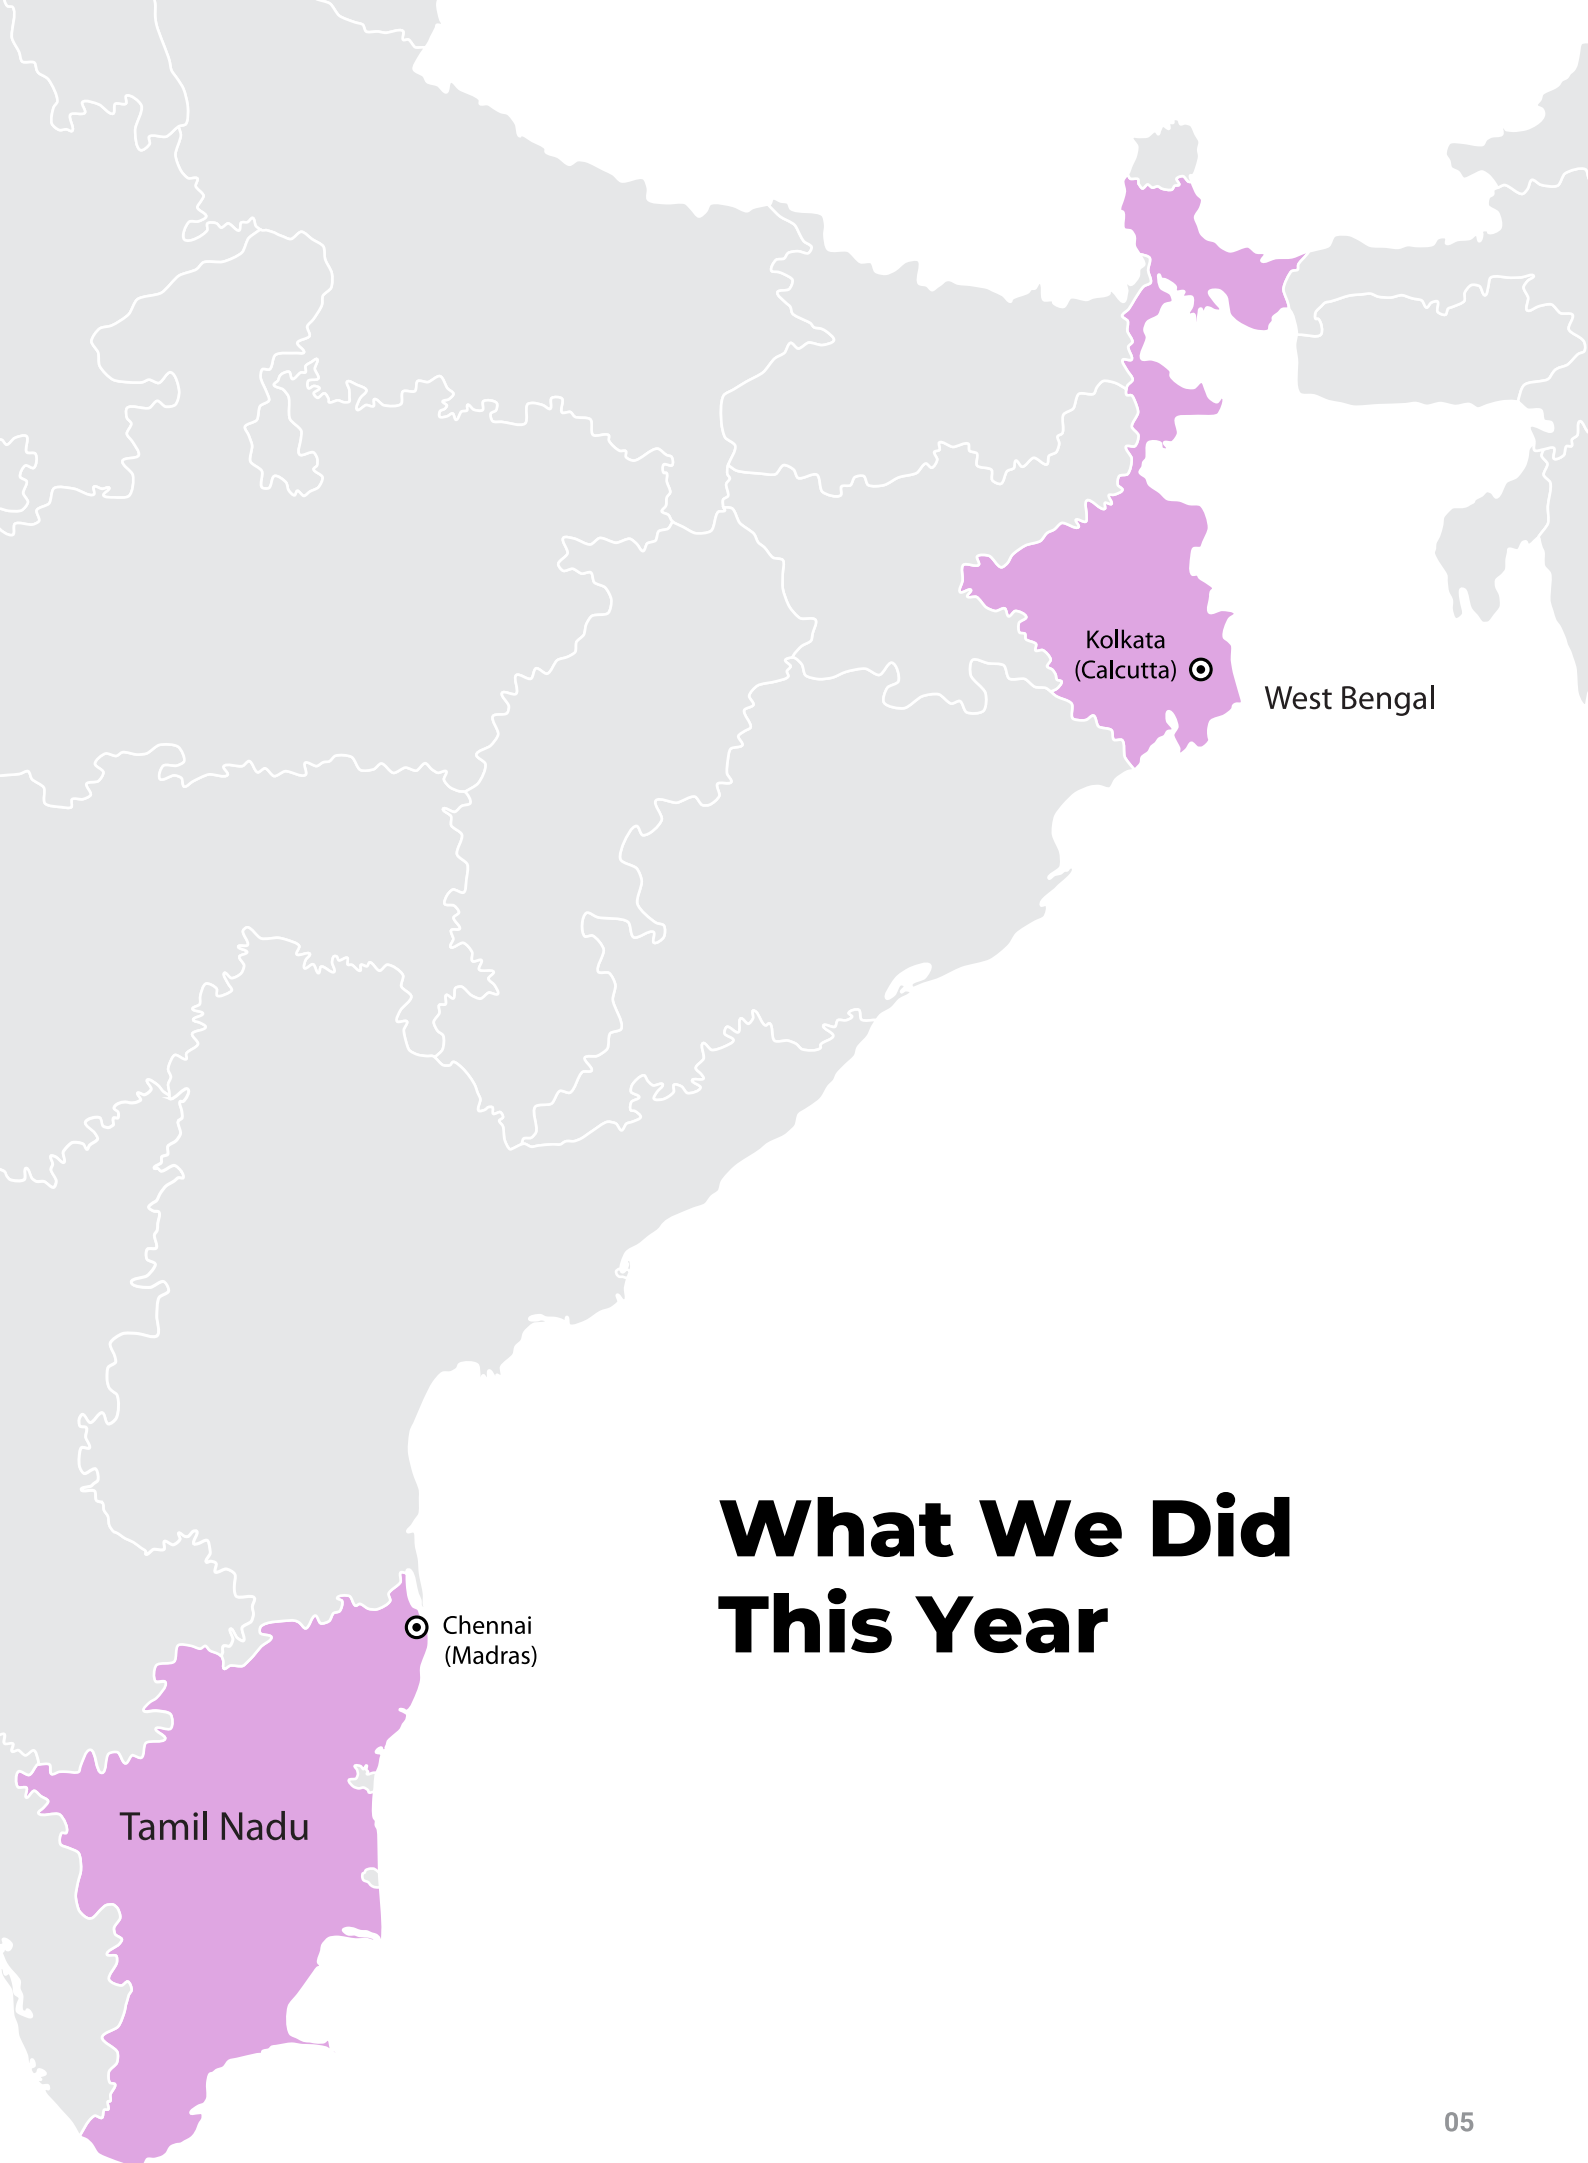 Kolkata
(Calcutta)
West Bengal
What We Did
This Year
Chennai
(Madras)
Tamil Nadu
05